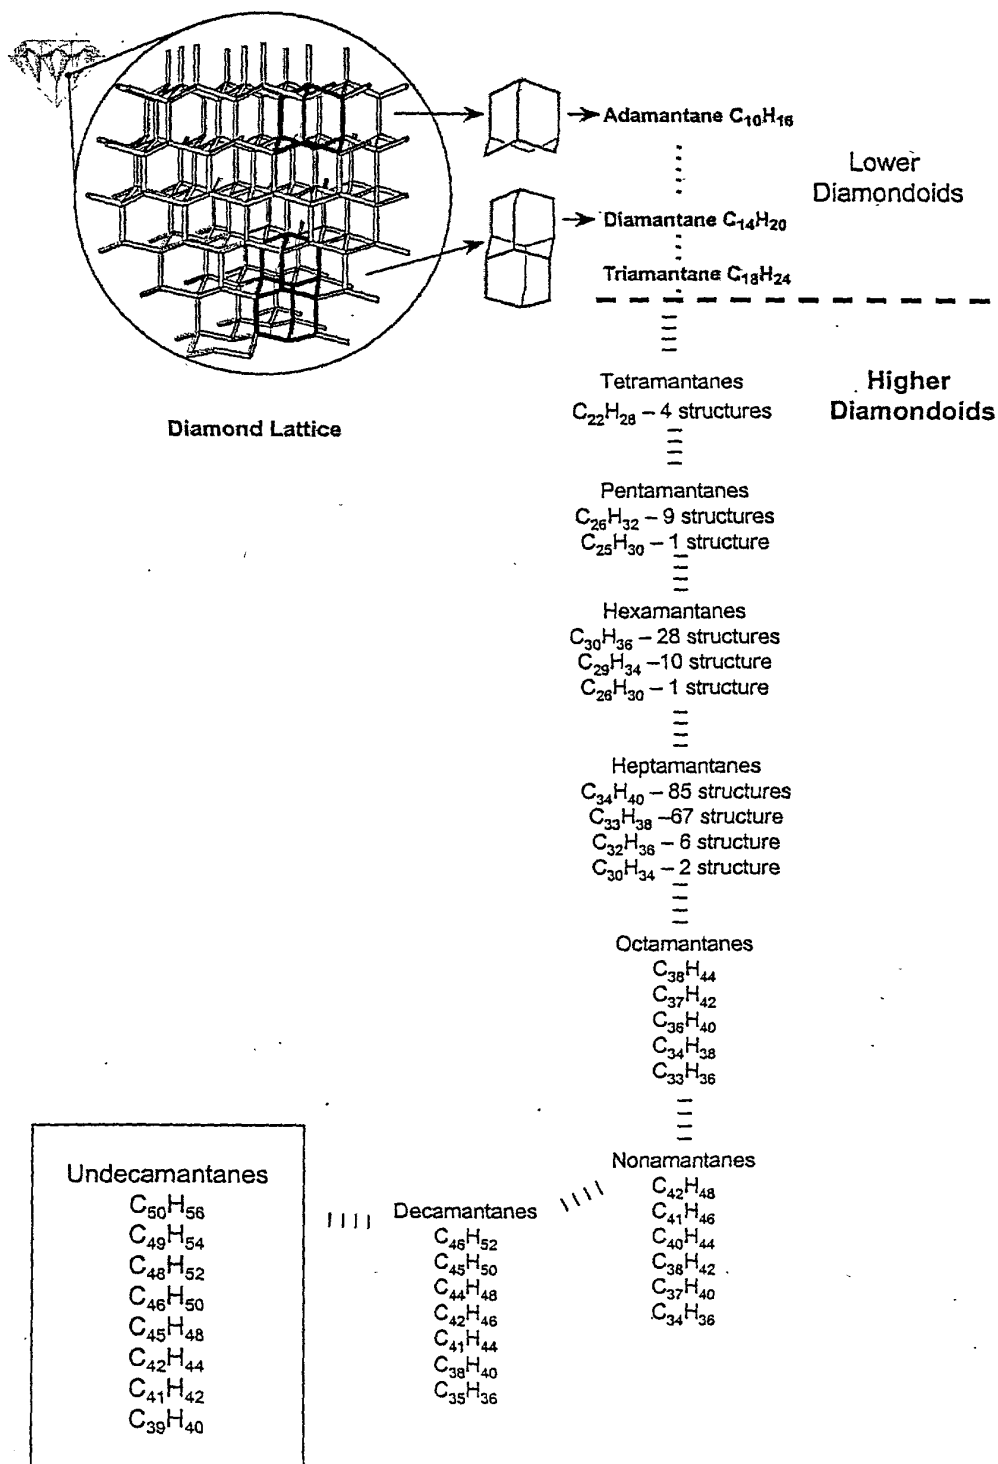 Adamantane C₁₀H₁₆
Lower
Diamondoids
Diamantane C₁₄H₂₀
Triamantane C₁₈H₂₄
Diamond Lattice
Higher
Diamondoids
Tetramantanes
C₂₂H₂₈ – 4 structures
Pentamantanes
C₂₆H₃₂ – 9 structures
C₂₅H₃₀ – 1 structure
Hexamantanes
C₃₀H₃₆ – 28 structures
C₂₉H₃₄ –10 structure
C₂₆H₃₀ – 1 structure
Heptamantanes
C₃₄H₄₀ – 85 structures
C₃₃H₃₈ –67 structure
C₃₂H₃₆ – 6 structure
C₃₀H₃₄ – 2 structure
Octamantanes
C₃₈H₄₄
C₃₇H₄₂
C₃₆H₄₀
C₃₄H₃₈
C₃₃H₃₆
Nonamantanes
C₄₂H₄₈
C₄₁H₄₆
C₄₀H₄₄
C₃₈H₄₂
C₃₇H₄₀
C₃₄H₃₆
Decamantanes
C₄₆H₅₂
C₄₅H₅₀
C₄₄H₄₈
C₄₂H₄₆
C₄₁H₄₄
C₃₈H₄₀
C₃₅H₃₆
Undecamantanes
C₅₀H₅₆
C₄₉H₅₄
C₄₈H₅₂
C₄₆H₅₀
C₄₅H₄₈
C₄₂H₄₄
C₄₁H₄₂
C₃₉H₄₀